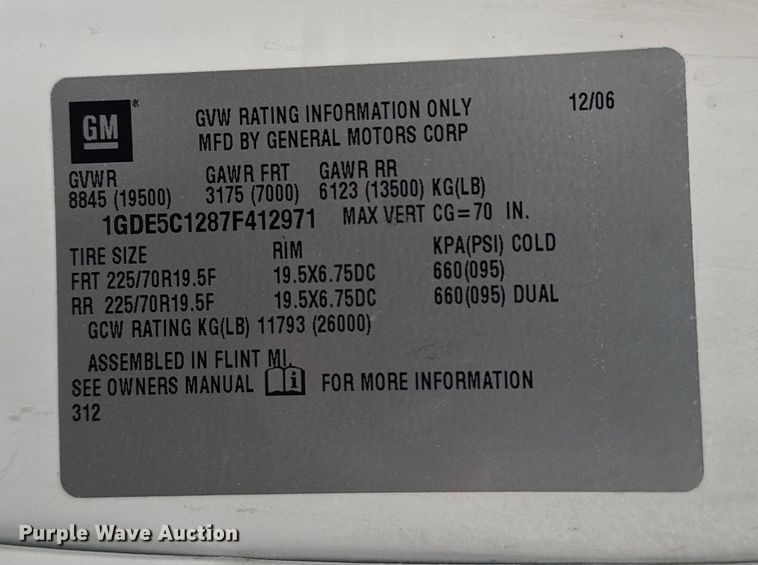 GM® GVW RATING INFORMATION ONLY 12/06
MFD BY GENERAL MOTORS CORP
GVWR GAWR FRT GAWR RR
8845 (19500) 3175 (7000) 6123 (13500) KG(LB)
1GDE5C1287F412971 MAX VERT CG=70 IN.
TIRE SIZE RIM KPA(PSI) COLD
FRT 225/70R19.5F 19.5X6.75DC 660(095)
RR 225/70R19.5F 19.5X6.75DC 660(095) DUAL
GCW RATING KG(LB) 11793 (26000)
ASSEMBLED IN FLINT MI.
SEE OWNERS MANUAL i FOR MORE INFORMATION
312
Purple Wave Auction